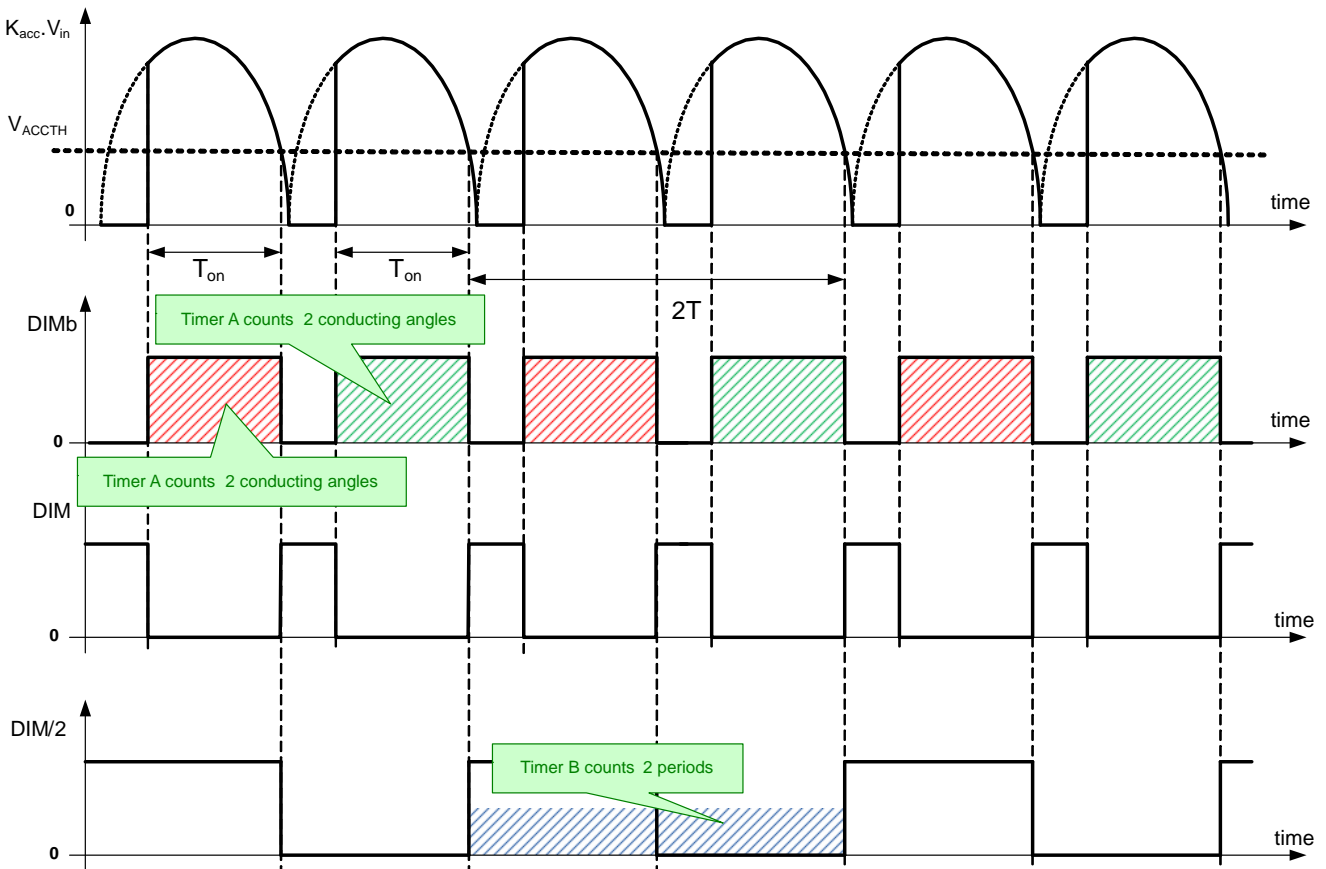 Kacc.Vin
VACCTH
0
time
Ton
Ton
2T
DIMb
Timer A counts 2 conducting angles
0
time
Timer A counts 2 conducting angles
DIM
0
time
DIM/2
Timer B counts 2 periods
0
time